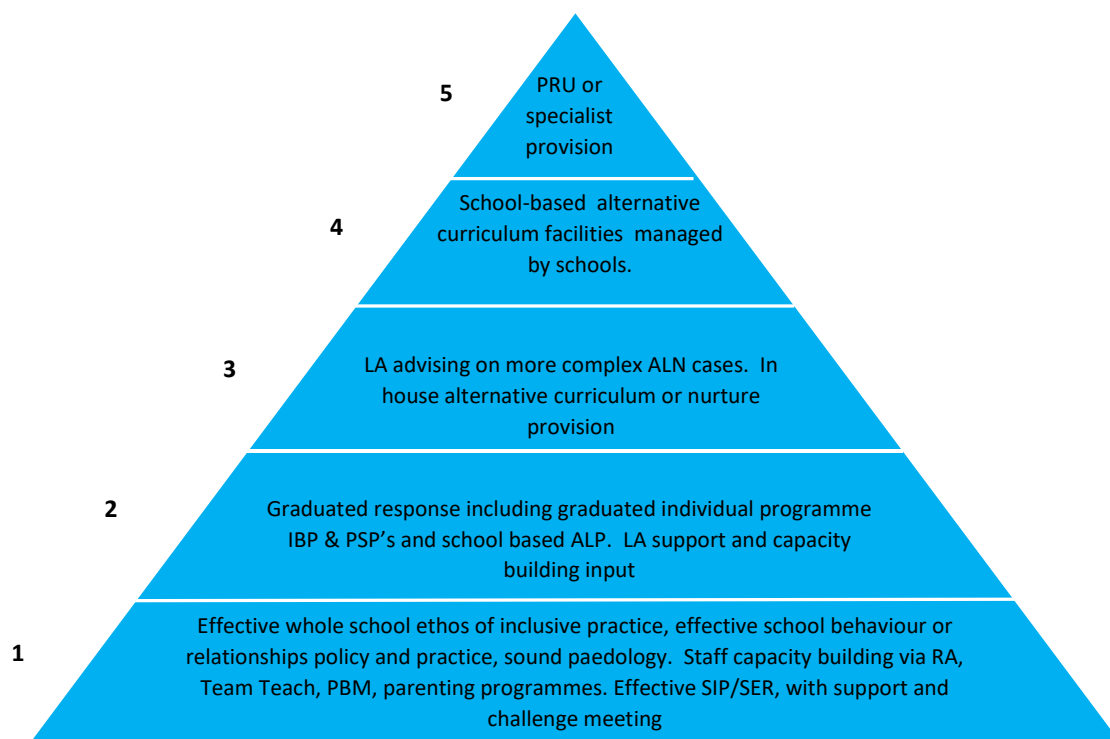 5
PRU or
specialist
provision
4
School-based alternative
curriculum facilities managed
by schools.
3
LA advising on more complex ALN cases. In
house alternative curriculum or nurture
provision
2
Graduated response including graduated individual programme
IBP & PSP’s and school based ALP. LA support and capacity
building input
1
Effective whole school ethos of inclusive practice, effective school behaviour or
relationships policy and practice, sound paedology. Staff capacity building via RA,
Team Teach, PBM, parenting programmes. Effective SIP/SER, with support and
challenge meeting